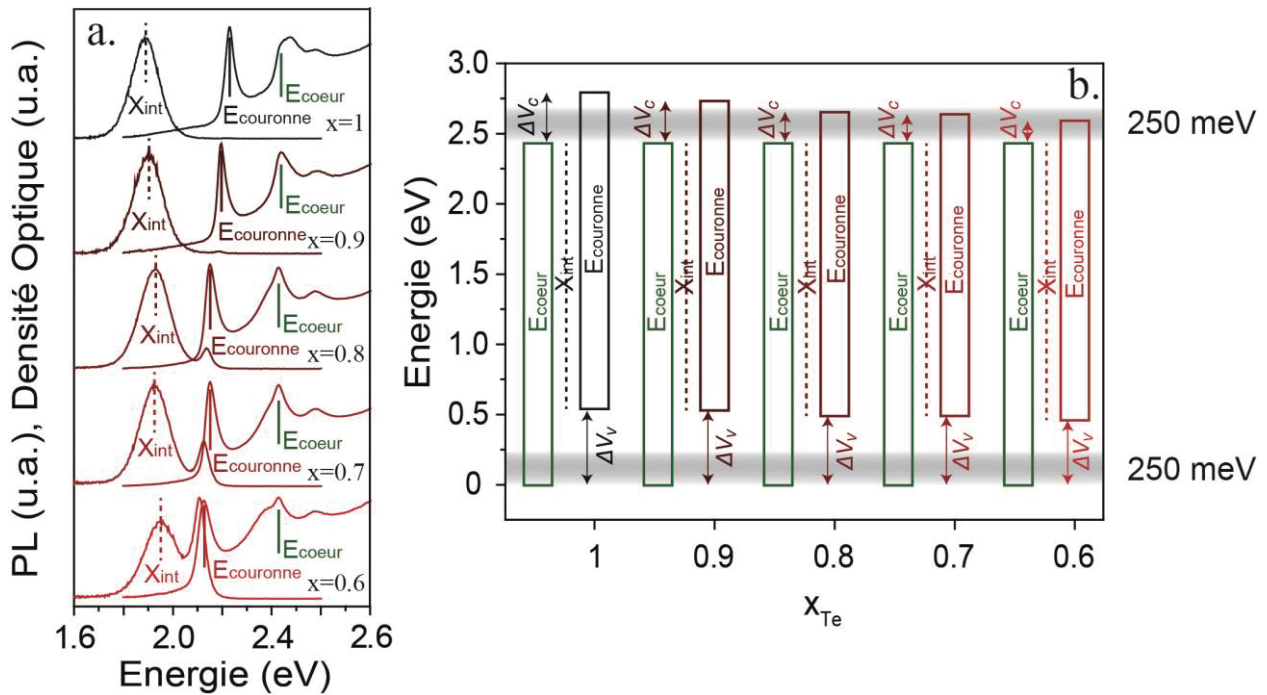 a.
PL (u.a.), Densité Optique (u.a.)
Xint
Ecouronne
Ecoeur
x=1
Xint
Ecouronne
Ecoeur
x=0.9
Xint
Ecouronne
Ecoeur
x=0.8
Xint
Ecouronne
Ecoeur
x=0.7
Xint
Ecouronne
Ecoeur
x=0.6
1.6 2.0 2.4 2.6
Energie (eV)
b.
Energie (eV)
3.0
2.5
2.0
1.5
1.0
0.5
0
250 meV
250 meV
ΔVc
Ecoeur
Xint
Ecouronne
ΔVv
ΔVc
Ecoeur
Xint
Ecouronne
ΔVv
ΔVc
Ecoeur
Xint
Ecouronne
ΔVv
ΔVc
Ecoeur
Xint
Ecouronne
ΔVv
ΔVc
Ecoeur
Xint
Ecouronne
ΔVv
1 0.9 0.8 0.7 0.6
xTe